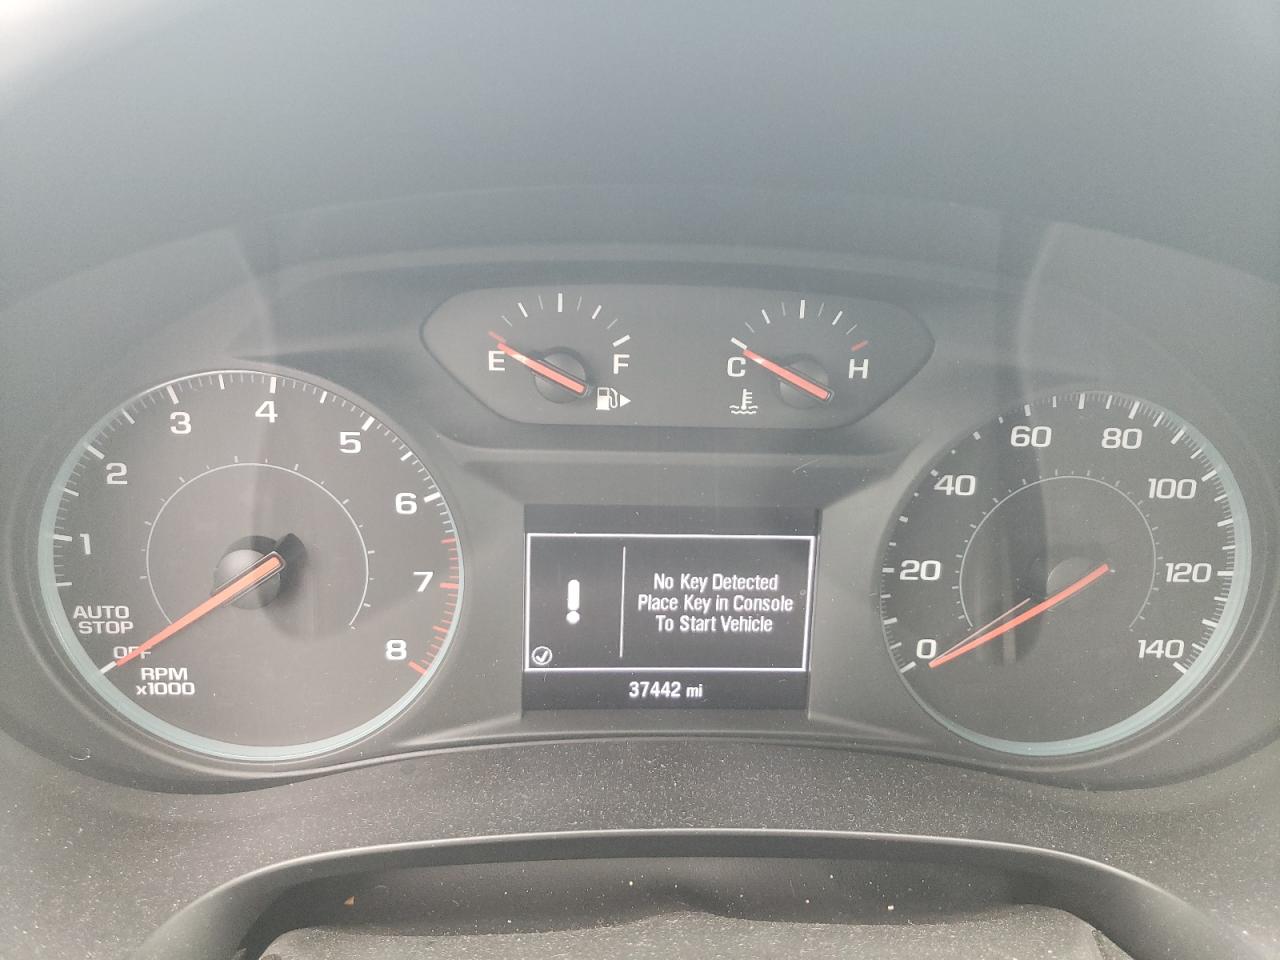 E
F
C
H
1
2
3
4
5
6
7
8
AUTO
STOP
OFF
RPM
x1000
No Key Detected
Place Key in Console
To Start Vehicle
37442 mi
0
20
40
60
80
100
120
140